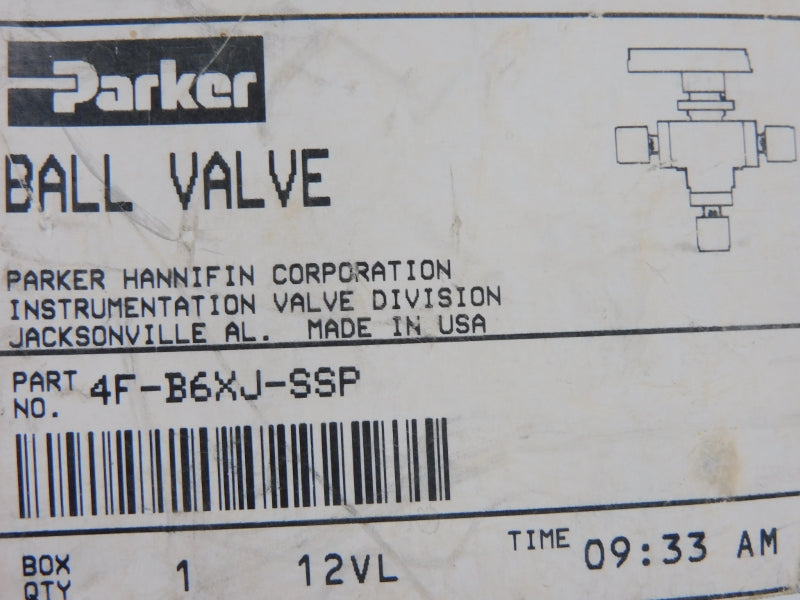 Parker
BALL VALVE
PARKER HANNIFIN CORPORATION
INSTRUMENTATION VALVE DIVISION
JACKSONVILLE AL. MADE IN USA
PART NO. 4F-B6XJ-SSP
BOX QTY 1 12VL TIME 09:33 AM